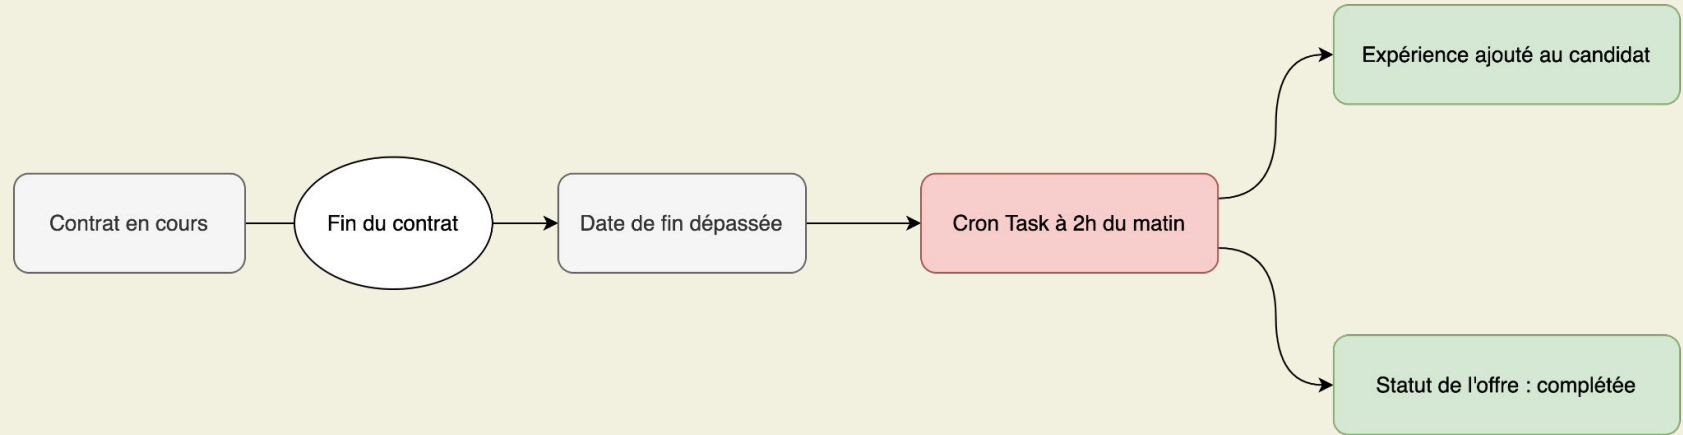 Expérience ajouté au candidat
Contrat en cours
Fin du contrat
Date de fin dépassée
Cron Task à 2h du matin
Statut de l'offre : complétée